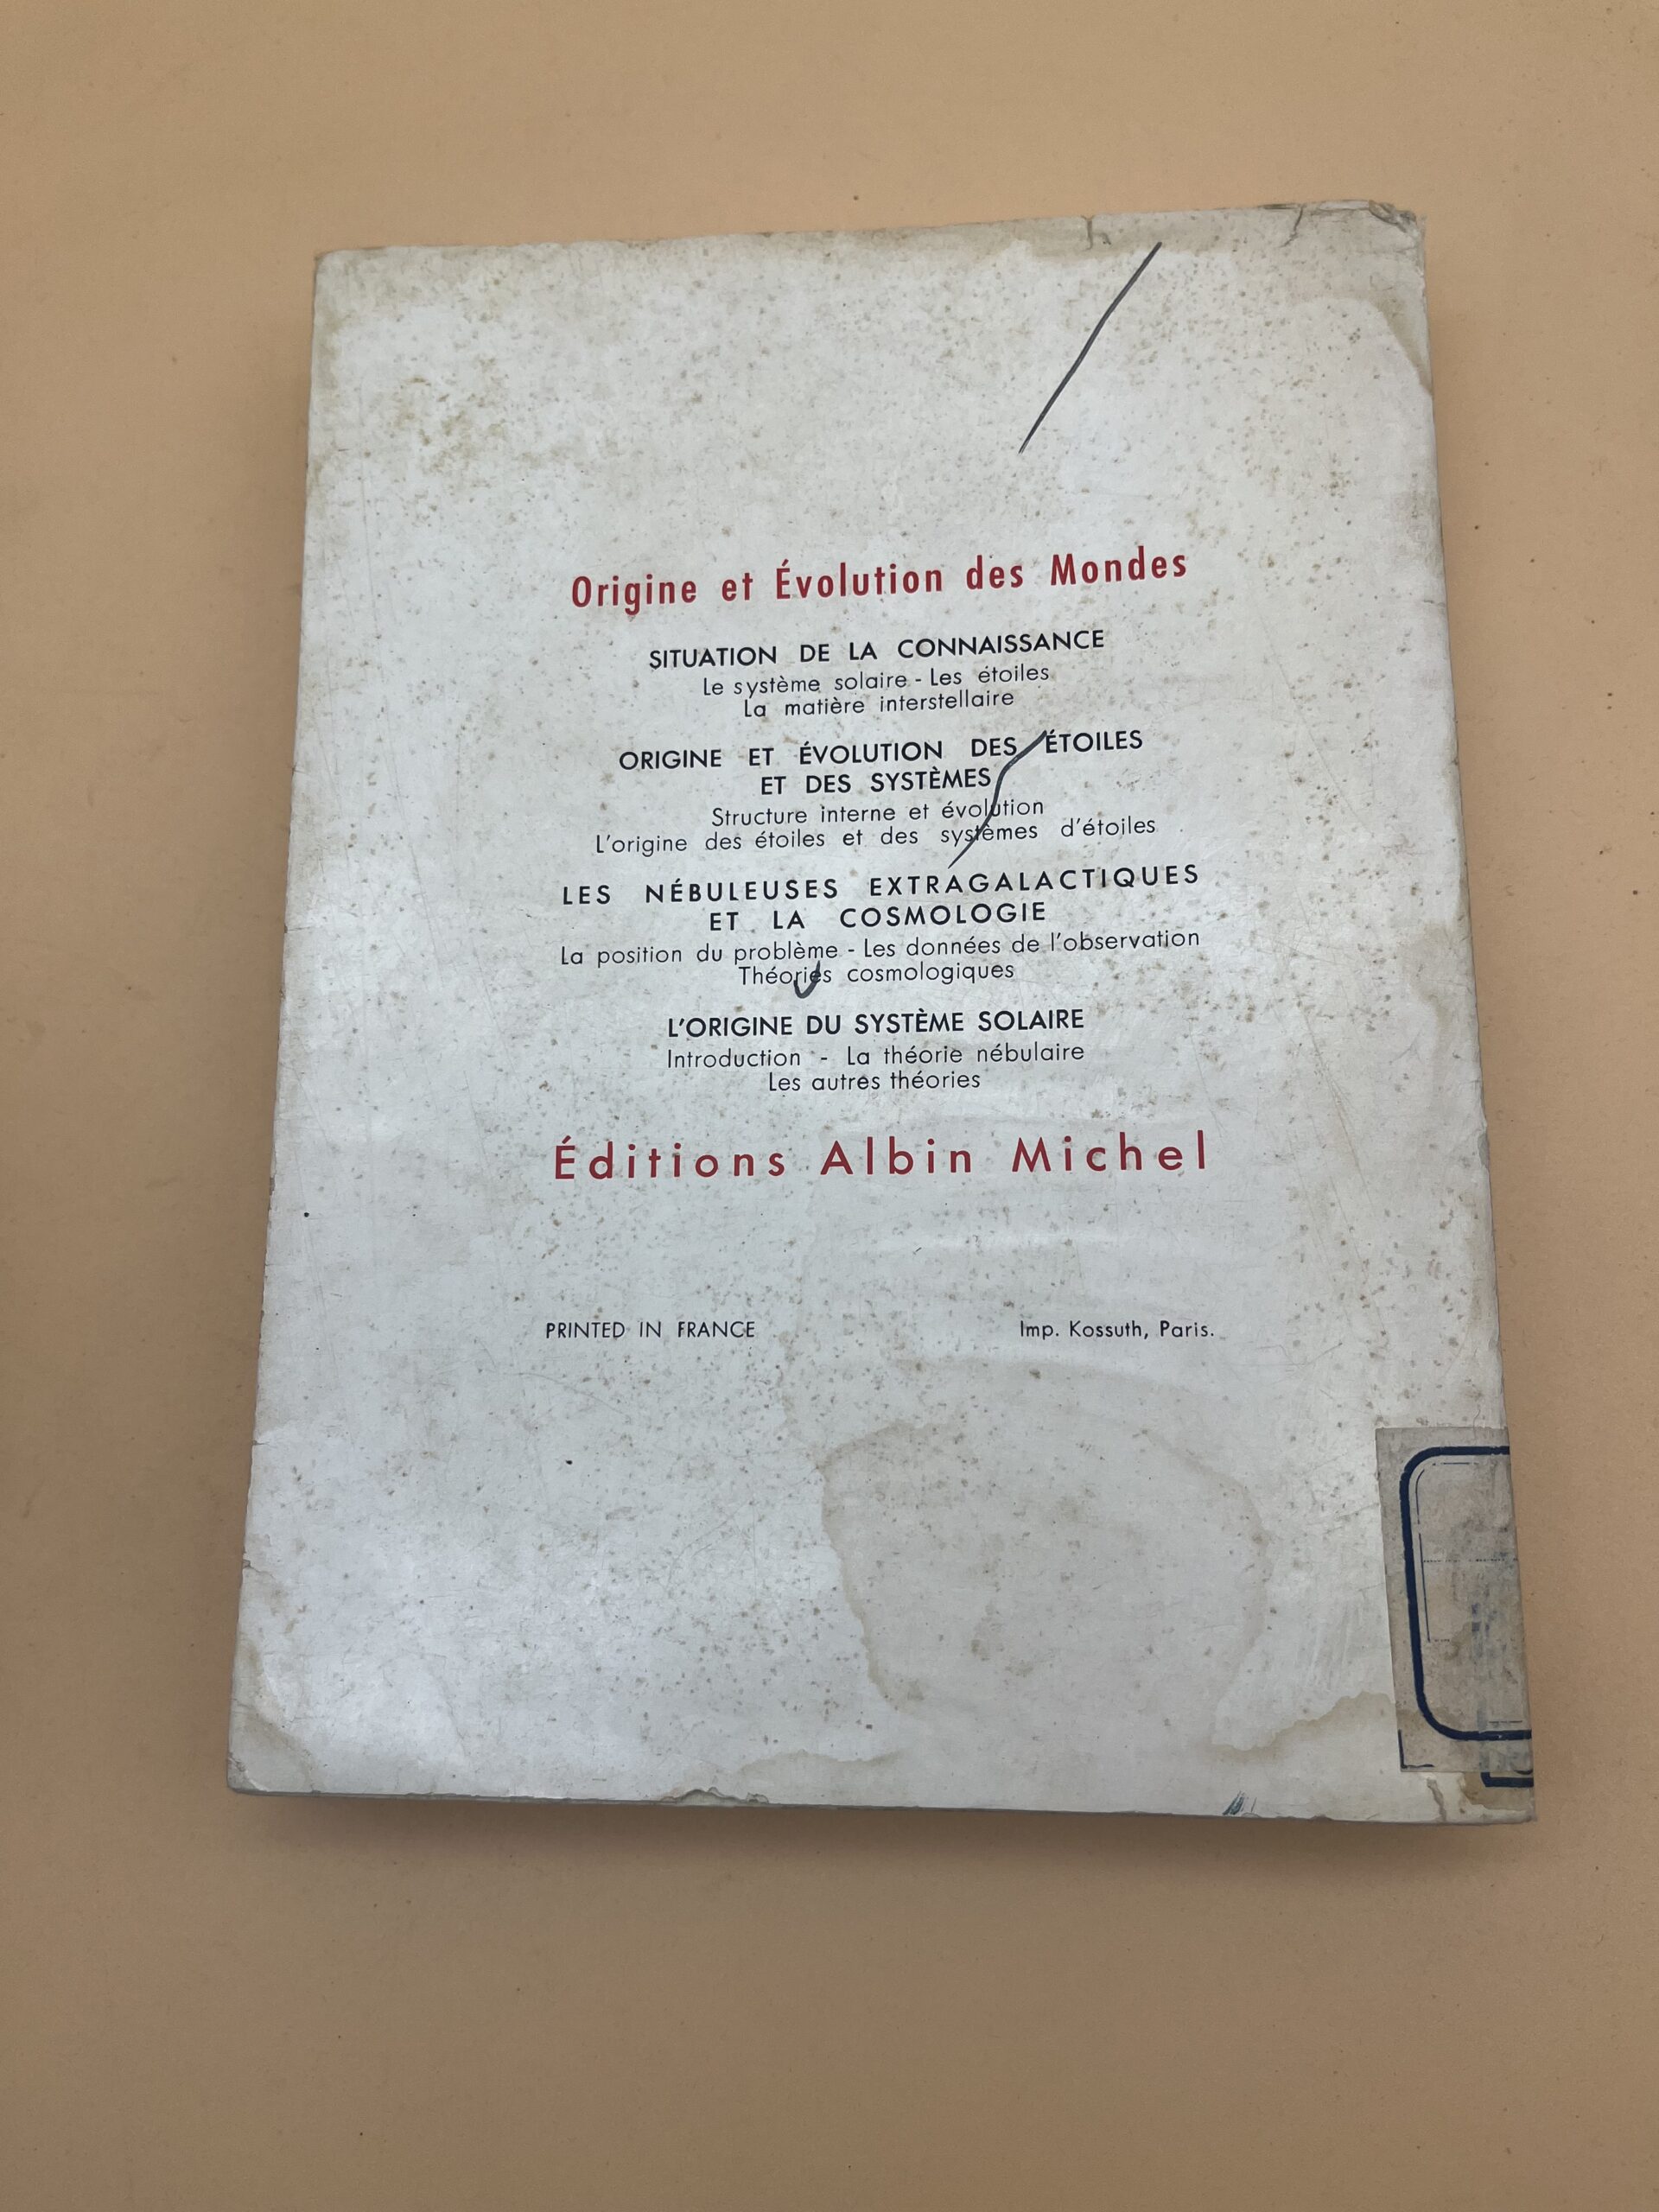 Origine et Évolution des Mondes
SITUATION DE LA CONNAISSANCE
Le système solaire - Les étoiles
La matière interstellaire
ORIGINE ET ÉVOLUTION DES ÉTOILES
ET DES SYSTÈMES
Structure interne et évolution
L'origine des étoiles et des systèmes d'étoiles
LES NÉBULEUSES EXTRAGALACTIQUES
ET LA COSMOLOGIE
La position du problème - Les données de l'observation
Théories cosmologiques
L'ORIGINE DU SYSTÈME SOLAIRE
Introduction - La théorie nébulaire
Les autres théories
Éditions Albin Michel
PRINTED IN FRANCE
Imp. Kossuth, Paris.